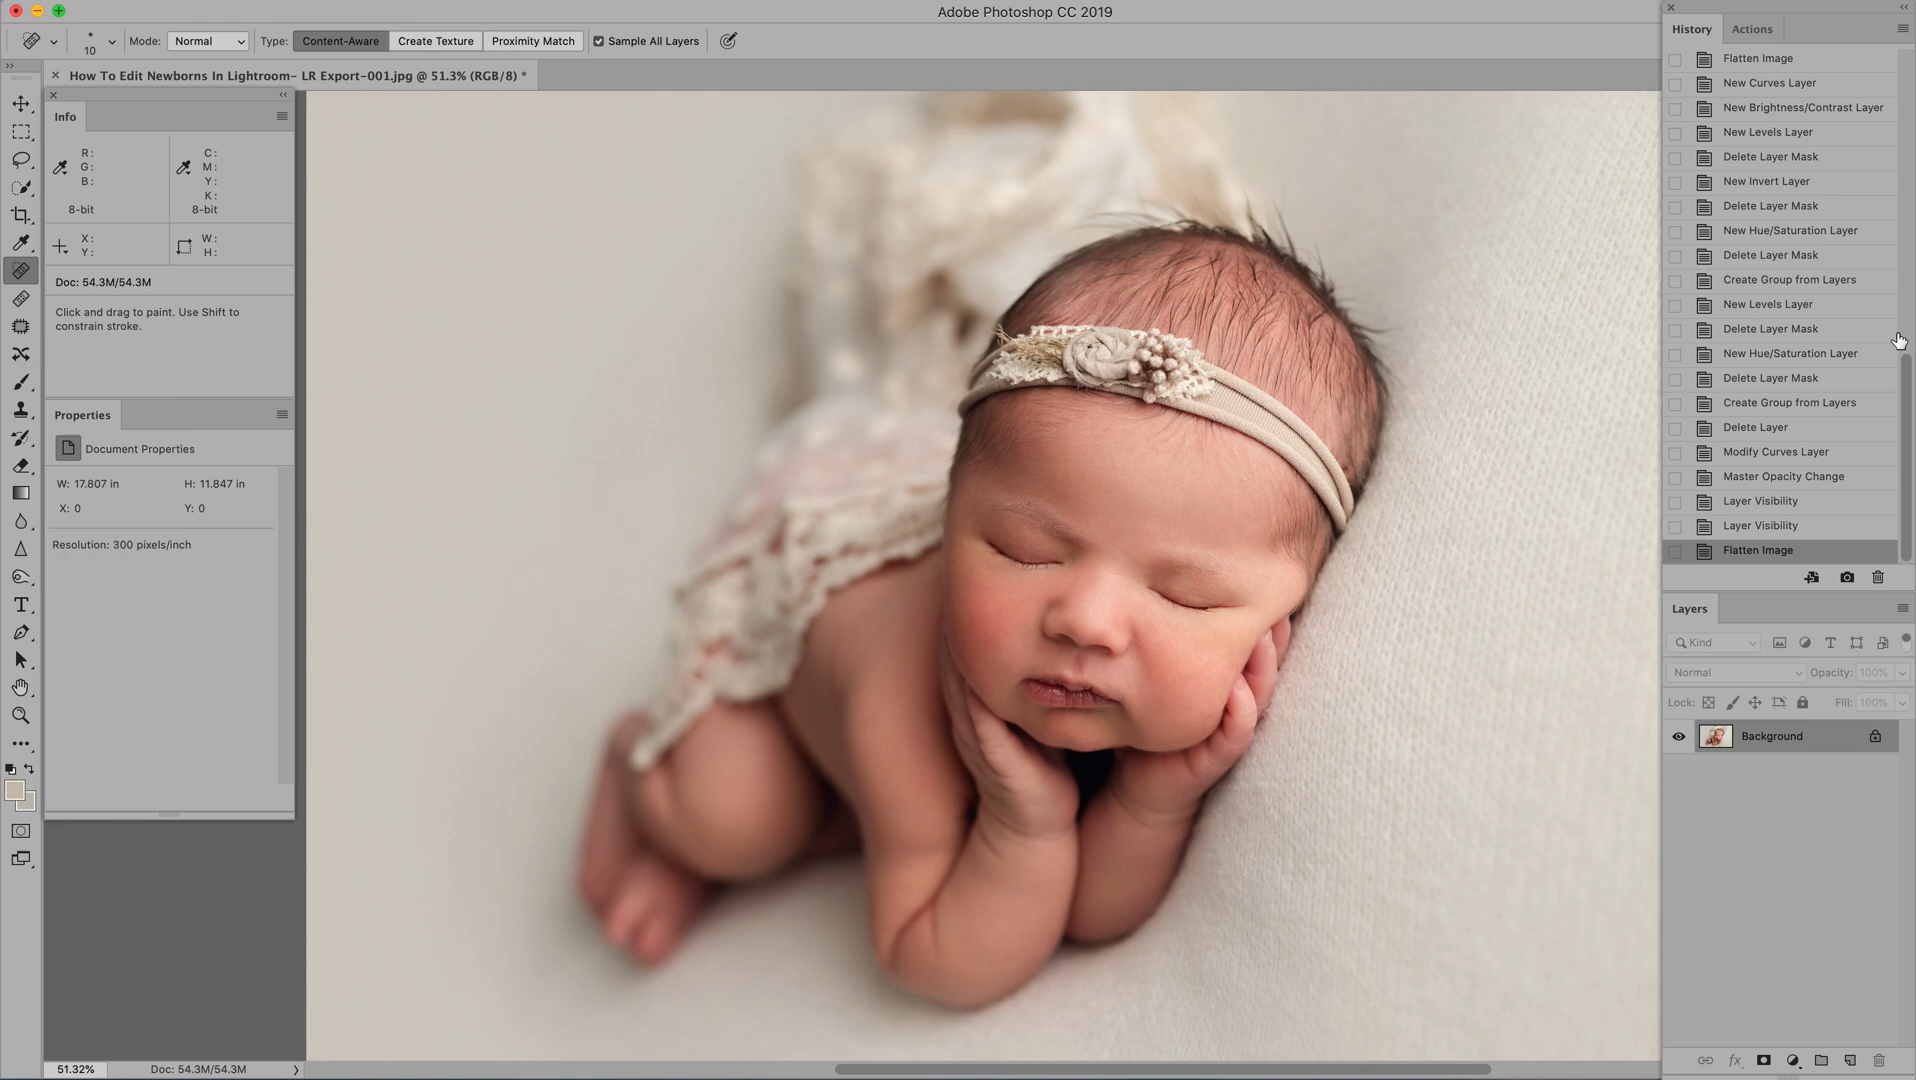 Adobe Photoshop CC 2019
10
Mode: Normal
Type: Content-Aware Create Texture Proximity Match
Sample All Layers
How To Edit Newborns In Lightroom- LR Export-001.jpg @ 51.3% (RGB/8) *
Info
R:
G:
B:
8-bit
C:
M:
Y:
K:
8-bit
X:
Y:
W:
H:
Doc: 54.3M/54.3M
Click and drag to paint. Use Shift to
constrain stroke.
Properties
Document Properties
W: 17.807 in H: 11.847 in
X: 0 Y: 0
Resolution: 300 pixels/inch
51.32% Doc: 54.3M/54.3M
History Actions
Flatten Image
New Curves Layer
New Brightness/Contrast Layer
New Levels Layer
Delete Layer Mask
New Invert Layer
Delete Layer Mask
New Hue/Saturation Layer
Delete Layer Mask
Create Group from Layers
New Levels Layer
Delete Layer Mask
New Hue/Saturation Layer
Delete Layer Mask
Create Group from Layers
Delete Layer
Modify Curves Layer
Master Opacity Change
Layer Visibility
Layer Visibility
Flatten Image
Layers
Kind
Normal Opacity: 100%
Lock: Fill: 100%
Background
fx